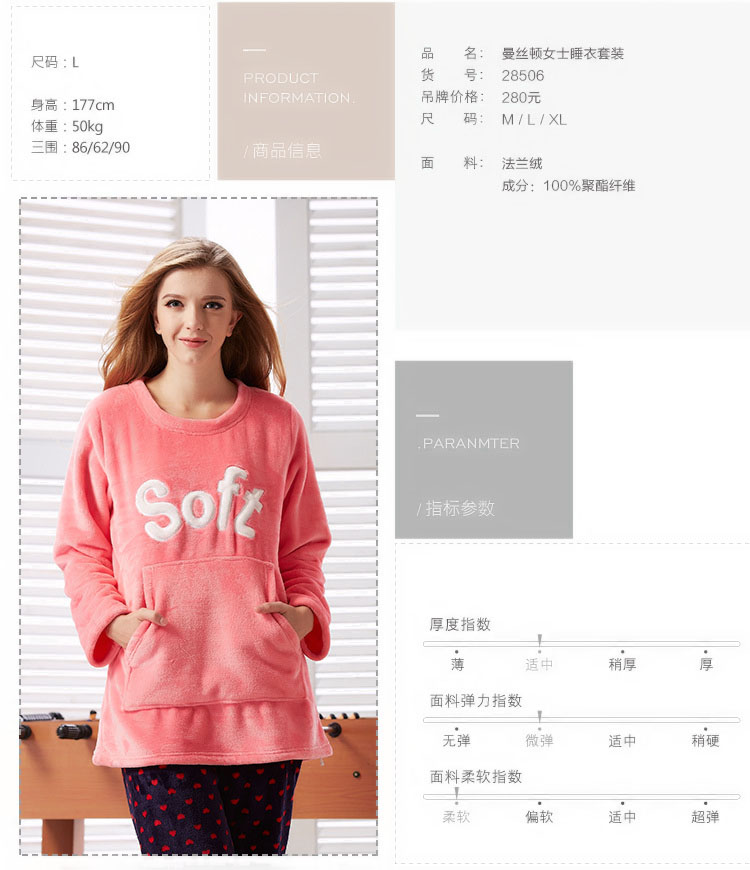 尺码 : L
身高 : 177cm
体重 : 50kg
三围 : 86/62/90
PRODUCT
INFORMATION.
/ 商品信息
品 名： 曼丝顿女士睡衣套装
货 号： 28506
吊牌价格： 280元
尺 码： M / L / XL
面 料： 法兰绒
成分：100%聚酯纤维
Soft
.PARANMTER
/ 指标参数
厚度指数
薄 适中 稍厚 厚
面料弹力指数
无弹 微弹 适中 稍硬
面料柔软指数
柔软 偏软 适中 超弹